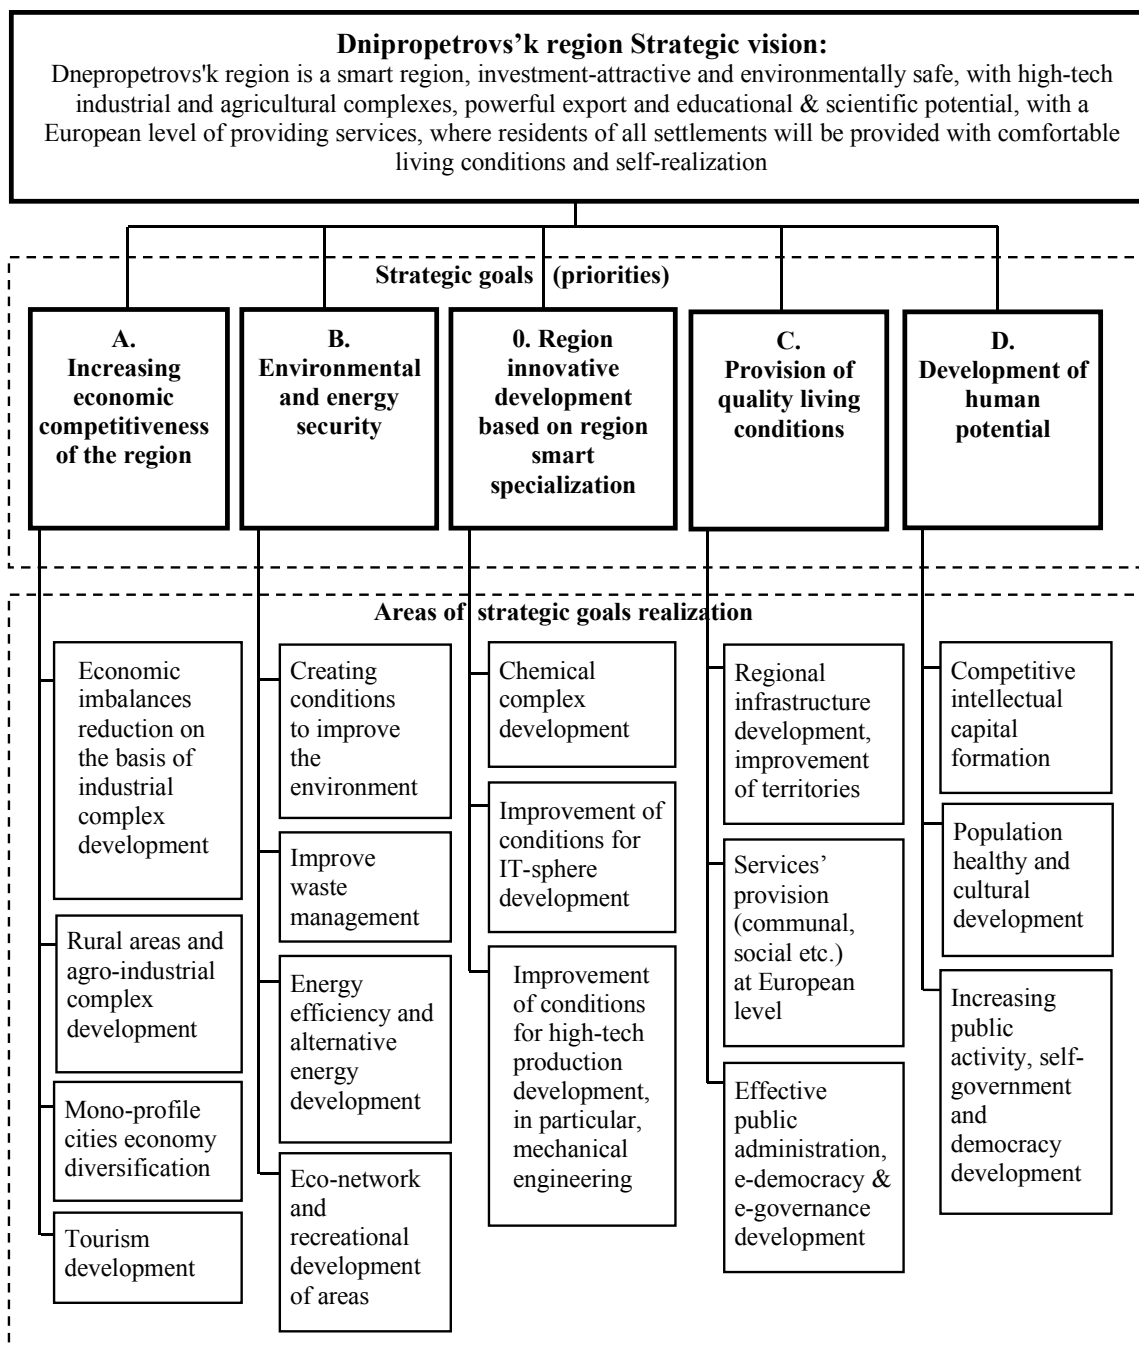 Dnipropetrovs’k region Strategic vision:
Dnepropetrovs'k region is a smart region, investment-attractive and environmentally safe, with high-tech
industrial and agricultural complexes, powerful export and educational & scientific potential, with a
European level of providing services, where residents of all settlements will be provided with comfortable
living conditions and self-realization
Strategic goals (priorities)
A.
Increasing
economic
competitiveness
of the region
B.
Environmental
and energy
security
0. Region
innovative
development
based on region
smart
specialization
C.
Provision of
quality living
conditions
D.
Development of
human
potential
Areas of strategic goals realization
Economic
imbalances
reduction on
the basis of
industrial
complex
development
Rural areas and
agro-industrial
complex
development
Mono-profile
cities economy
diversification
Tourism
development
Creating
conditions
to improve
the
environment
Improve
waste
management
Energy
efficiency and
alternative
energy
development
Eco-network
and
recreational
development
of areas
Chemical
complex
development
Improvement of
conditions for
IT-sphere
development
Improvement
of conditions
for high-tech
production
development,
in particular,
mechanical
engineering
Regional
infrastructure
development,
improvement
of territories
Services’
provision
(communal,
social etc.)
at European
level
Effective
public
administration,
e-democracy &
e-governance
development
Competitive
intellectual
capital
formation
Population
healthy and
cultural
development
Increasing
public
activity, self-
government
and
democracy
development